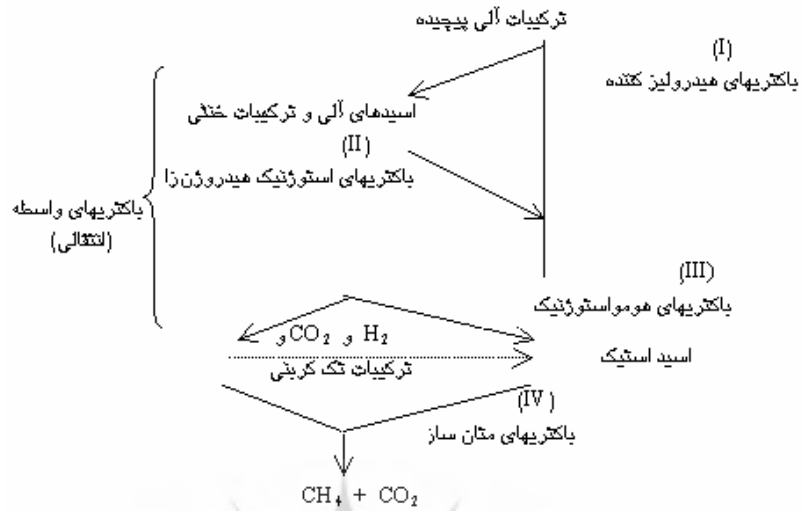 ترکیبات آلی پیچیده
(I)
باکتریهای هیدرولیز کننده
اسیدهای آلی و ترکیبات خنثی
(II)
باکتریهای استوژنیک هیدروژن‌زا
باکتریهای واسطه
(انتقالی)
(III)
باکتریهای هومواستوژنیک
H₂ و CO₂ و
اسید استیک
ترکیبات تک کربنی
(IV)
باکتریهای متان ساز
CH₄ + CO₂